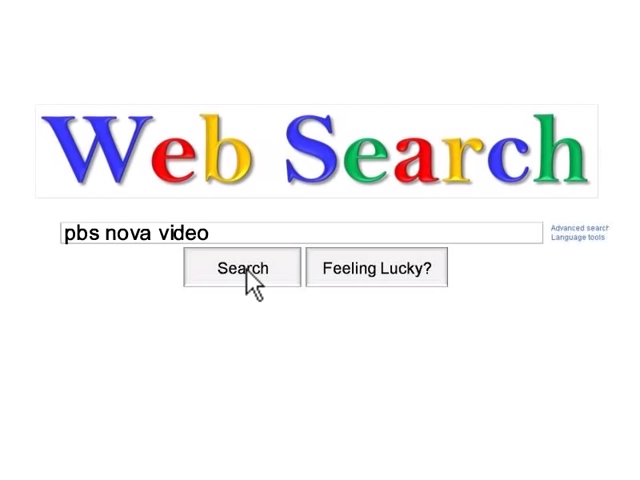 Web Search
pbs nova video
Advanced search
Language tools
Search
Feeling Lucky?